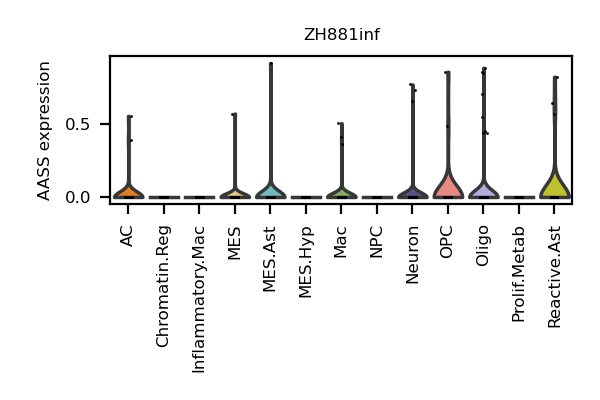 ZH881inf
AASS expression
0.5
0.0
AC
Chromatin.Reg
Inflammatory.Mac
MES
MES.Ast
MES.Hyp
Mac
NPC
Neuron
OPC
Oligo
Prolif.Metab
Reactive.Ast